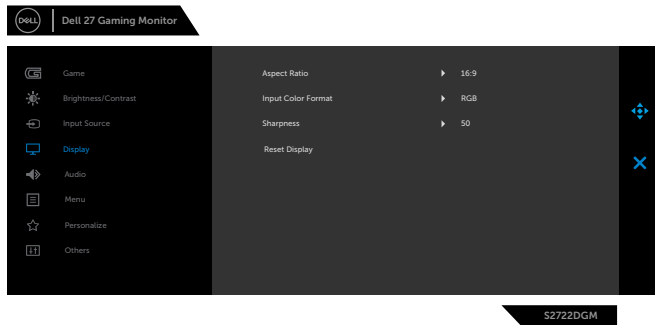 DELL
Dell 27 Gaming Monitor
Game
Aspect Ratio 16:9
Brightness/Contrast
Input Color Format RGB
Input Source
Sharpness 50
Display
Reset Display
Audio
Menu
Personalize
Others
S2722DGM